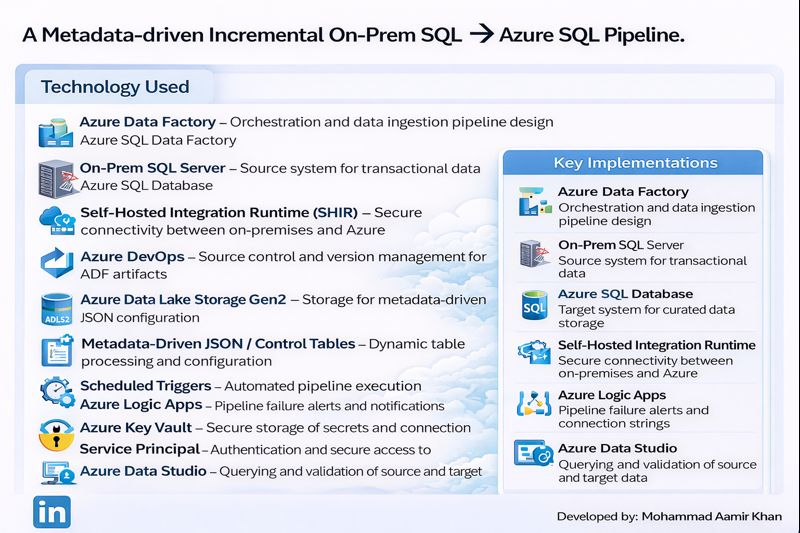 A Metadata-driven Incremental On-Prem SQL → Azure SQL Pipeline.
Technology Used
Azure Data Factory – Orchestration and data ingestion pipeline design
Azure SQL Data Factory
On-Prem SQL Server – Source system for transactional data
Azure SQL Database
Self-Hosted Integration Runtime (SHIR) – Secure
connectivity between on-premises and Azure
Azure DevOps – Source control and version management for
ADF artifacts
ADLS2
Azure Data Lake Storage Gen2 – Storage for metadata-driven
JSON configuration
Metadata-Driven JSON / Control Tables – Dynamic table
processing and configuration
Scheduled Triggers – Automated pipeline execution
Azure Logic Apps – Pipeline failure alerts and notifications
Azure Key Vault – Secure storage of secrets and connection
Service Principal – Authentication and secure access to
Azure Data Studio – Querying and validation of source and target
Key Implementations
Azure Data Factory
Orchestration and data ingestion
pipeline design
On-Prem SQL Server
Source system for transactional
data
SQL
Azure SQL Database
Target system for curated data
storage
Self-Hosted Integration Runtime
Secure connectivity between
on-premises and Azure
Azure Logic Apps
Pipeline failure alerts and
connection strings
Azure Data Studio
Querying and validation of source
and target data
in
Developed by: Mohammad Aamir Khan